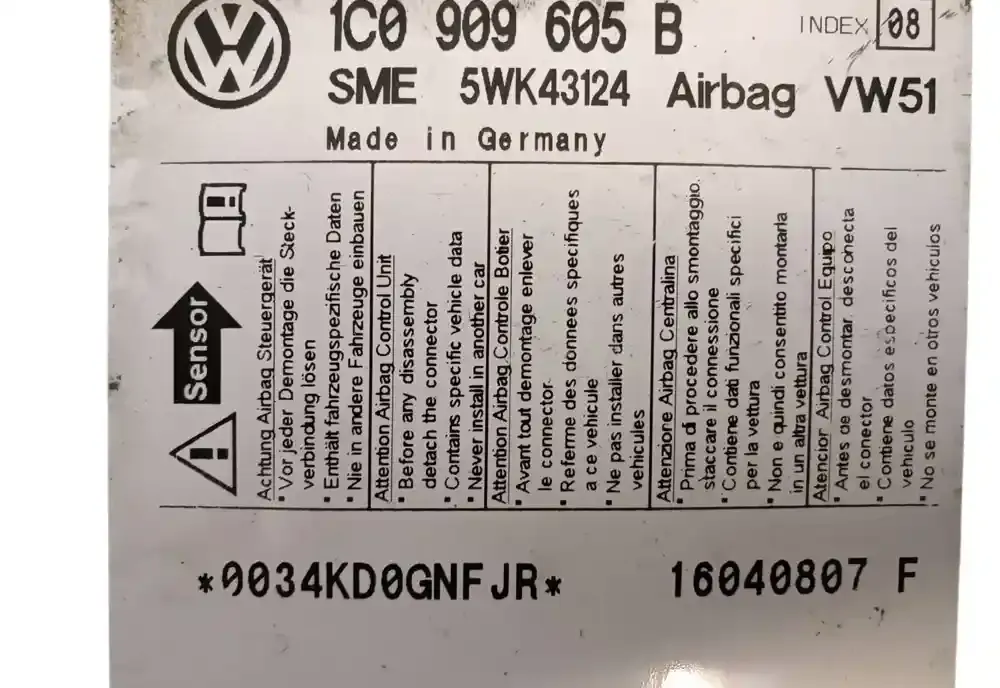 1C0 909 605 B
INDEX 08
SME 5WK43124 Airbag VW51
Made in Germany
Sensor
Achtung Airbag Steuergerät
• Vor jeder Demontage die Steck-
verbindung lösen
• Enthält fahrzeugspezifische Daten
• Nie in andere Fahrzeuge einbauen
Attention Airbag Control Unit
• Before any disassembly
detach the connector
• Contains specific vehicle data
• Never install in another car
Attention Airbag Controle Boitier
• Avant tout demontage enlever
le connector
• Referme des donnees specifiques
a ce vehicule
• Ne pas installer dans autres
vehicules
Attenzione Airbag Centralina
• Prima di procedere allo smontaggio.
staccare il connessione
• Contiene dati funzionali specifici
per la vettura
• Non e quindi consentito montarla
in un altra vettura
Atencior Airbag Control Equipo
• Antes de desmontar, desconecta
el conector
• Contiene datos especificos del
vehiculo
• No se monte en otros vehiculos
*0034KD0GNFJR* 16040807 F